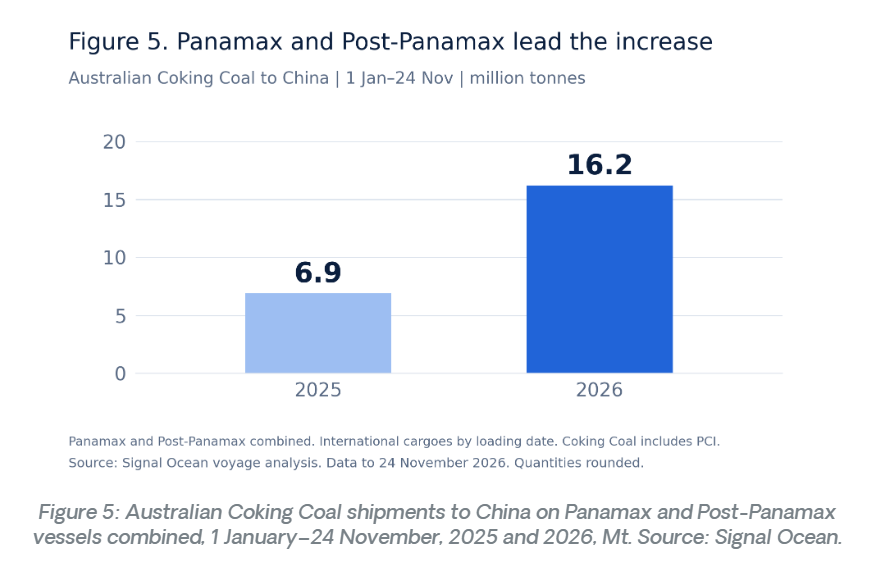 Figure 5. Panamax and Post-Panamax lead the increase
Australian Coking Coal to China | 1 Jan–24 Nov | million tonnes
20
15
10
5
0
6.9
16.2
2025
2026
Panamax and Post-Panamax combined. International cargoes by loading date. Coking Coal includes PCI.
Source: Signal Ocean voyage analysis. Data to 24 November 2026. Quantities rounded.
Figure 5: Australian Coking Coal shipments to China on Panamax and Post-Panamax
vessels combined, 1 January–24 November, 2025 and 2026, Mt. Source: Signal Ocean.